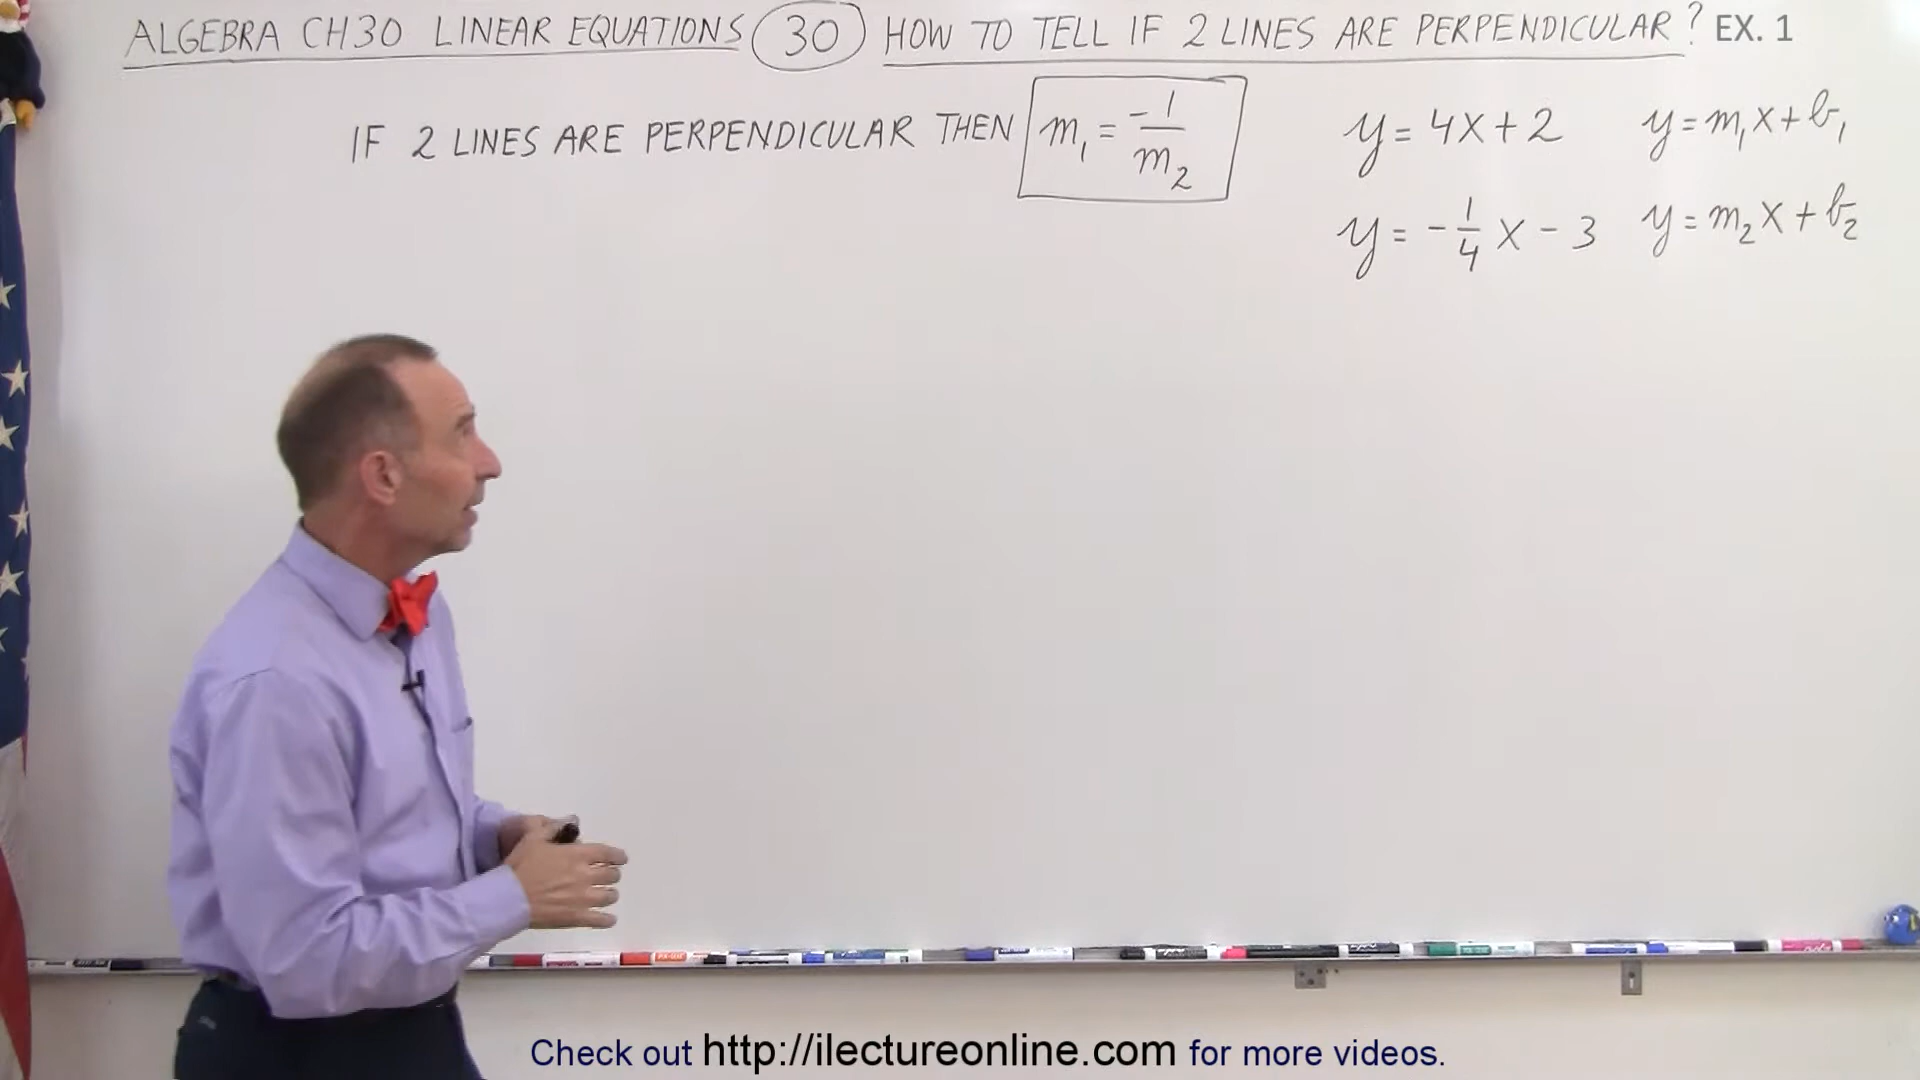 ALGEBRA CH30 LINEAR EQUATIONS 30 HOW TO TELL IF 2 LINES ARE PERPENDICULAR? EX. 1
IF 2 LINES ARE PERPENDICULAR THEN m₁ = -1/m₂
y = 4x + 2 y = m₁x + b₁
y = -1/4 x - 3 y = m₂x + b₂
Check out http://ilectureonline.com for more videos.